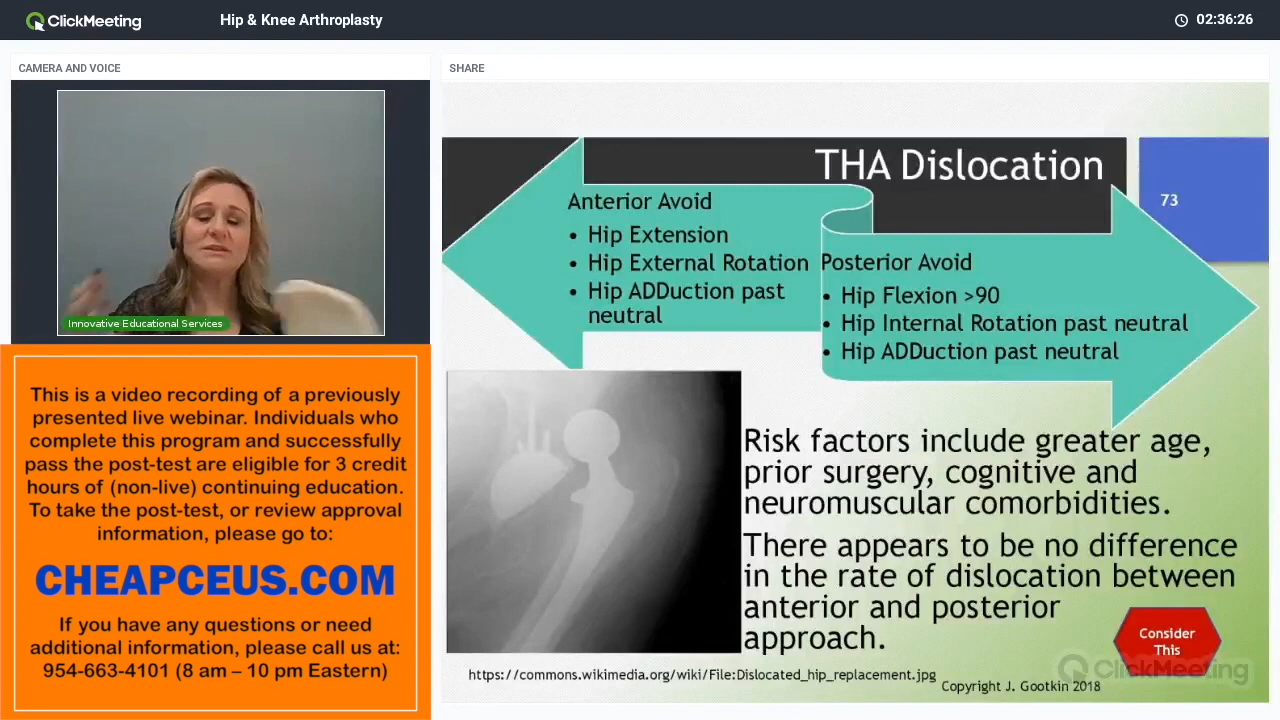 ClickMeeting
Hip & Knee Arthroplasty
02:36:26
CAMERA AND VOICE
Innovative Educational Services
This is a video recording of a previously
presented live webinar. Individuals who
complete this program and successfully
pass the post-test are eligible for 3 credit
hours of (non-live) continuing education.
To take the post-test, or review approval
information, please go to:
CHEAPCEUS.COM
If you have any questions or need
additional information, please call us at:
954-663-4101 (8 am – 10 pm Eastern)
SHARE
THA Dislocation
73
Anterior Avoid
• Hip Extension
• Hip External Rotation
• Hip ADDuction past
neutral
Posterior Avoid
• Hip Flexion >90
• Hip Internal Rotation past neutral
• Hip ADDuction past neutral
Risk factors include greater age,
prior surgery, cognitive and
neuromuscular comorbidities.
There appears to be no difference
in the rate of dislocation between
anterior and posterior
approach.
Consider
This
ClickMeeting
https://commons.wikimedia.org/wiki/File:Dislocated_hip_replacement.jpg
Copyright J. Gootkin 2018